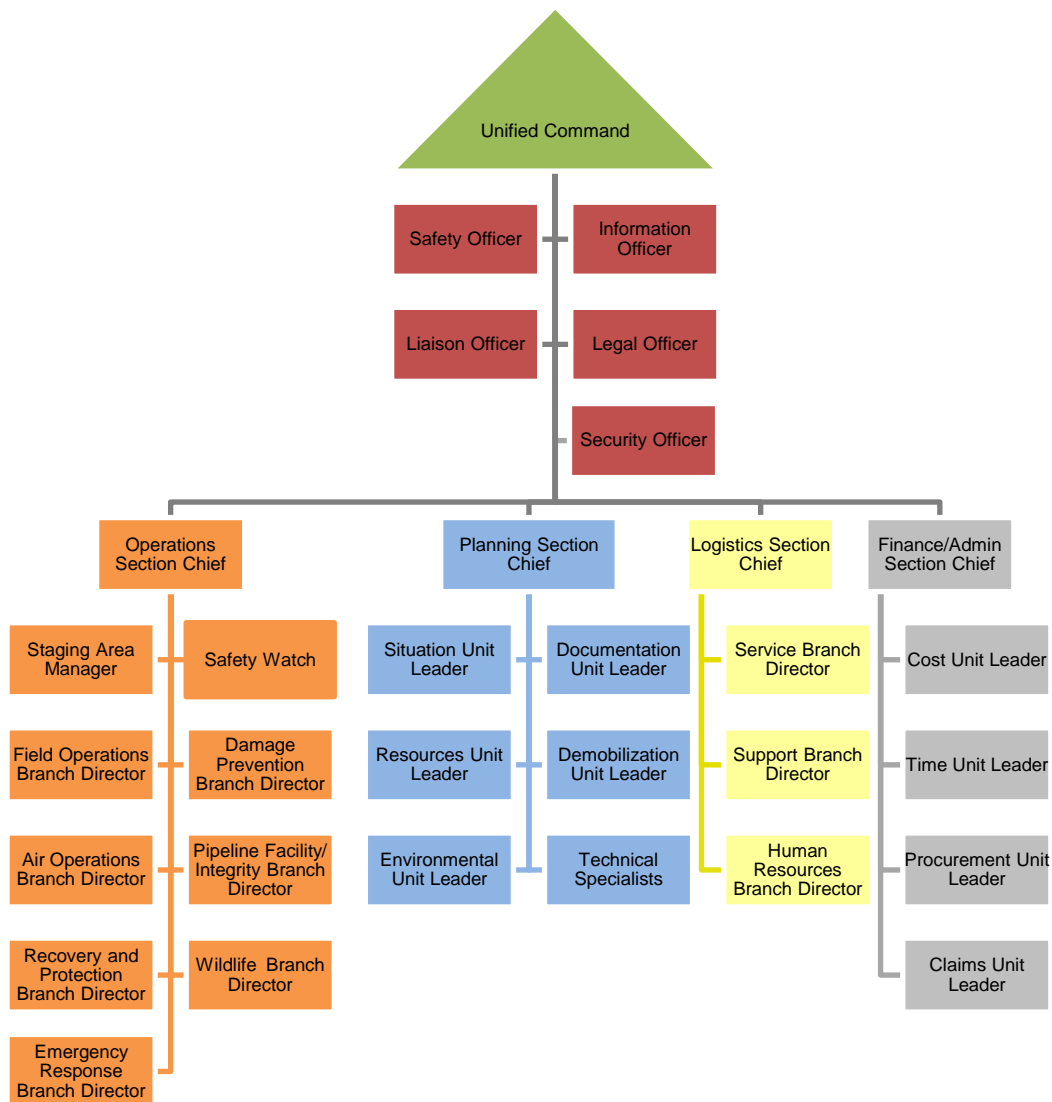 Unified Command
Safety Officer
Information
Officer
Liaison Officer
Legal Officer
Security Officer
Operations
Section Chief
Planning Section
Chief
Logistics Section
Chief
Finance/Admin
Section Chief
Staging Area
Manager
Safety Watch
Field Operations
Branch Director
Damage
Prevention
Branch Director
Air Operations
Branch Director
Pipeline Facility/
Integrity Branch
Director
Recovery and
Protection
Branch Director
Wildlife Branch
Director
Emergency
Response
Branch Director
Situation Unit
Leader
Documentation
Unit Leader
Resources Unit
Leader
Demobilization
Unit Leader
Environmental
Unit Leader
Technical
Specialists
Service Branch
Director
Support Branch
Director
Human
Resources
Branch Director
Cost Unit Leader
Time Unit Leader
Procurement Unit
Leader
Claims Unit
Leader